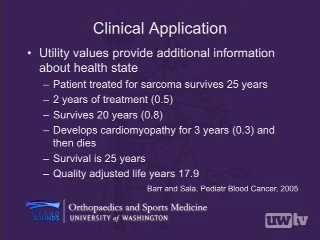 Clinical Application
• Utility values provide additional information
about health state
– Patient treated for sarcoma survives 25 years
– 2 years of treatment (0.5)
– Survives 20 years (0.8)
– Develops cardiomyopathy for 3 years (0.3) and
then dies
– Survival is 25 years
– Quality adjusted life years 17.9
Barr and Sala, Pediatr Blood Cancer, 2005
GRAND
ROUNDS
Orthopaedics and Sports Medicine
UNIVERSITY of WASHINGTON
uwtv